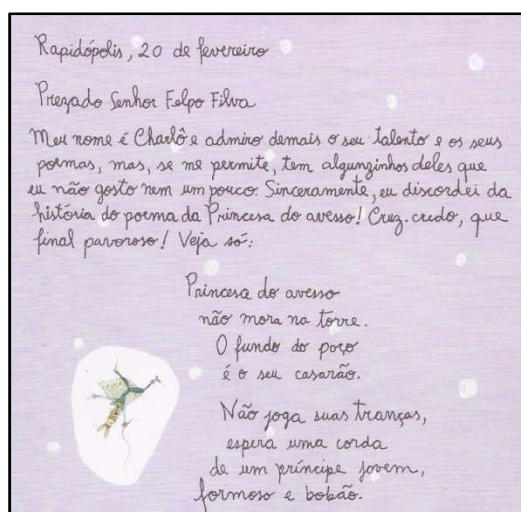 Rapidópolis, 20 de fevereiro
Prezado Senhor Felpo Filva
Meu nome é Charlô e admiro demais o seu talento e os seus
poemas, mas, se me permite, tem algunzinhos deles que
eu não gosto nem um pouco. Sinceramente, eu discordei da
história do poema da Princesa do avesso! Cruz-credo, que
final pavoroso! Veja só:
Princesa do avesso
não mora na torre.
O fundo do poço
é o seu casarão.
Não joga suas tranças,
espera uma corda
de um príncipe jovem,
formoso e bobão.